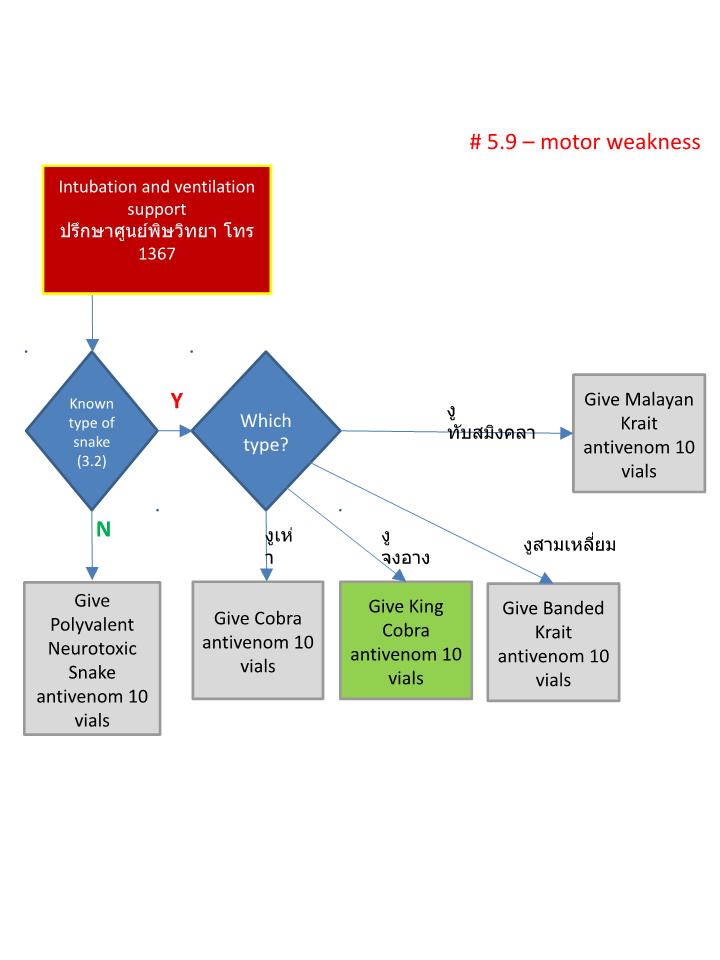 # 5.9 – motor weakness
Intubation and ventilation
support
ปรึกษาศูนย์พิษวิทยา โทร
1367
Known
type of
snake
(3.2)
Y
Which
type?
งู
ทับสมิงคลา
Give Malayan
Krait
antivenom 10
vials
N
งูเห่
า
งู
จงอาง
งูสามเหลี่ยม
Give
Polyvalent
Neurotoxic
Snake
antivenom 10
vials
Give Cobra
antivenom 10
vials
Give King
Cobra
antivenom 10
vials
Give Banded
Krait
antivenom 10
vials